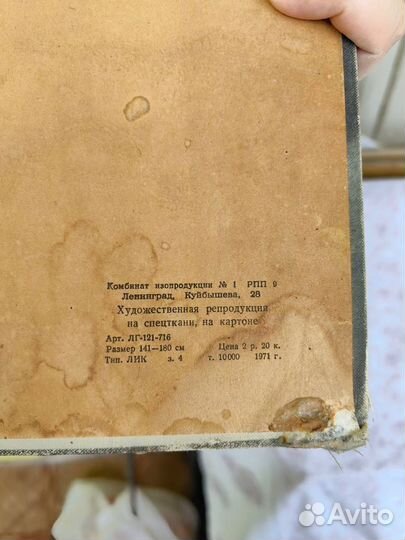 Комбинат изопродукции № 1 РПП 9
Ленинград, Куйбышева, 28
Художественная репродукция
на спецткани, на картоне
Арт. ЛГ-121-716
Размер 141—180 см Цена 2 р. 20 к.
Тип. ЛИК з. 4 т. 10000 1971 г.
Avito